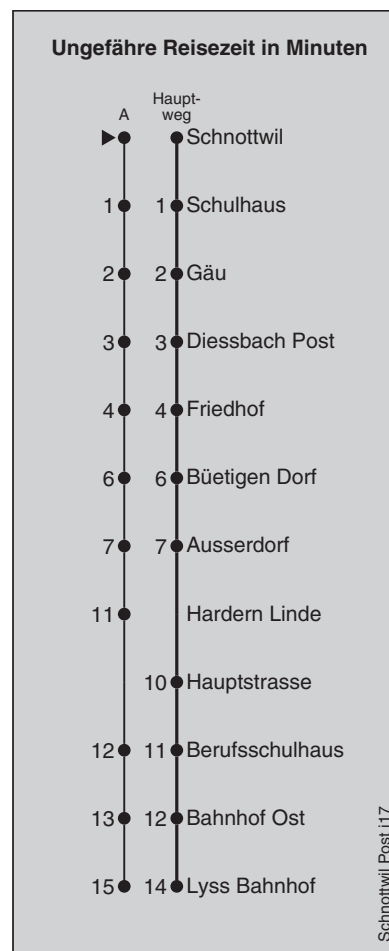 Ungefähre Reisezeit in Minuten
A Haupt-
weg
Schnottwil
1 1 Schulhaus
2 2 Gäu
3 3 Diessbach Post
4 4 Friedhof
6 6 Büetigen Dorf
7 7 Ausserdorf
11 Hardern Linde
10 Hauptstrasse
12 11 Berufsschulhaus
13 12 Bahnhof Ost
15 14 Lyss Bahnhof
Schnottwil Post j17